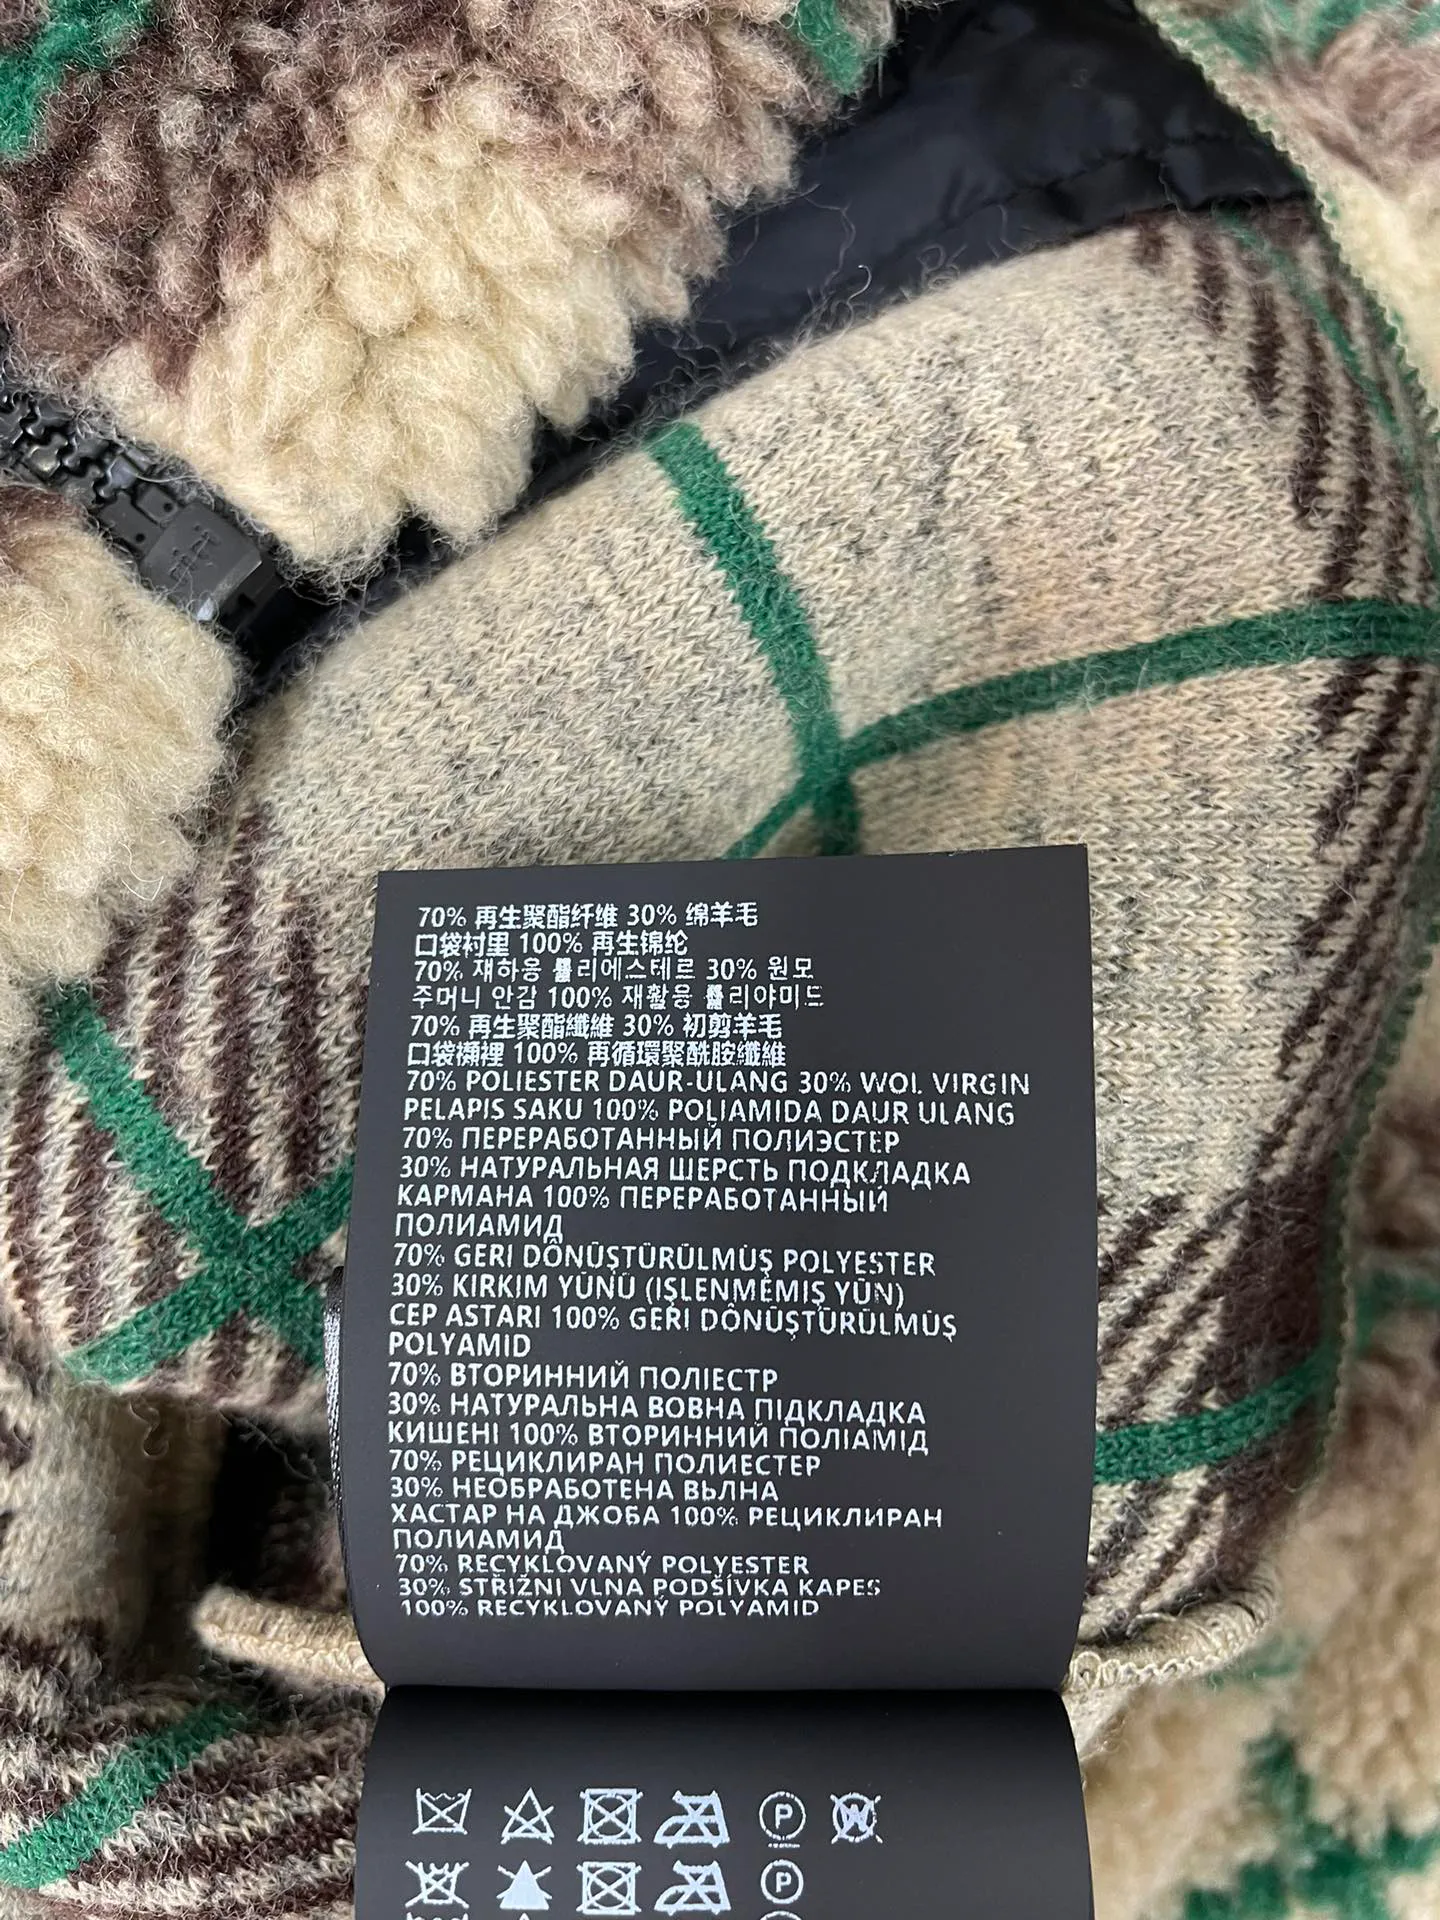 70% 再生聚酯纤维 30% 绵羊毛
口袋衬里 100% 再生锦纶
70% 재하용 리에스테르 30% 원모
주머니 안감 100% 재활용 리야미드
70% 再生聚酯纖維 30% 初剪羊毛
口袋襯裡 100% 再循環聚酰胺纖維
70% POLIESTER DAUR-ULANG 30% WOL VIRGIN
PELAPIS SAKU 100% POLIAMIDA DAUR ULANG
70% ПЕРЕРАБОТАННЫЙ ПОЛИЭСТЕР
30% НАТУРАЛЬНАЯ ШЕРСТЬ ПОДКЛАДКА
КАРМАНА 100% ПЕРЕРАБОТАННЫЙ
ПОЛИАМИД
70% GERI DÖNÜŞTÜRÜLMÜŞ POLYESTER
30% KIRKIM YÜNÜ (IŞLENMEMIŞ YÜN)
CEP ASTARI 100% GERI DÖNÜŞTÜRÜLMÜŞ
POLYAMID
70% ВТОРИННИЙ ПОЛІЕСТР
30% НАТУРАЛЬНА ВОВНА ПІДКЛАДКА
КИШЕНІ 100% ВТОРИННИЙ ПОЛІАМІД
70% РЕЦИКЛИРАН ПОЛИЕСТЕР
30% НЕОБРАБОТЕНА ВЬЛНА
ХАСТАР НА ДЖОБА 100% РЕЦИКЛИРАН
ПОЛИАМИД
70% RECYKLOVANÝ POLYESTER
30% STŘIŽNI VLNA PODŠÍVKA KAPES
100% RECYKLOVANÝ POLYAMID
P W
P